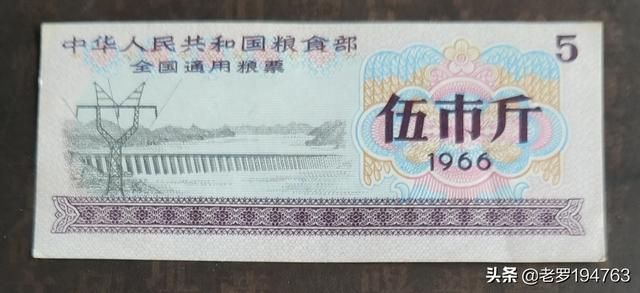 中华人民共和国粮食部
全国通用粮票
5
伍市斤
1966
头条 @老罗194763